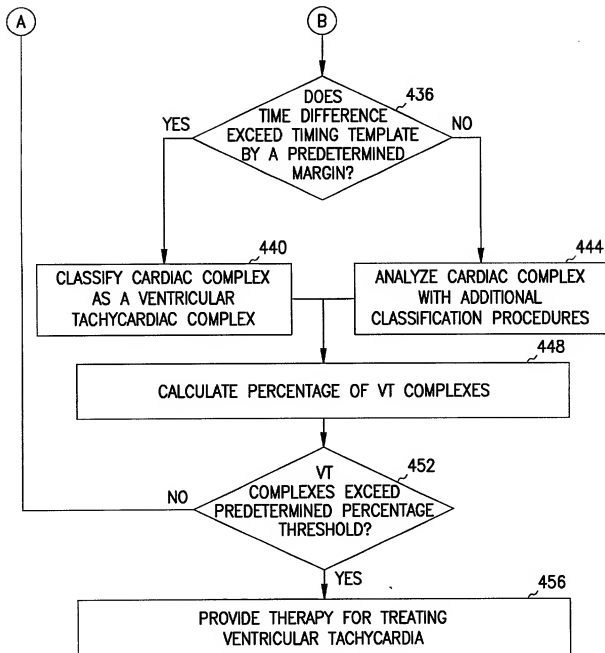 A
B
DOES
TIME DIFFERENCE
EXCEED TIMING TEMPLATE
BY A PREDETERMINED
MARGIN?
436
YES
NO
440
CLASSIFY CARDIAC COMPLEX
AS A VENTRICULAR
TACHYCARDIAC COMPLEX
444
ANALYZE CARDIAC COMPLEX
WITH ADDITIONAL
CLASSIFICATION PROCEDURES
448
CALCULATE PERCENTAGE OF VT COMPLEXES
452
VT
COMPLEXES EXCEED
PREDETERMINED PERCENTAGE
THRESHOLD?
NO
YES
456
PROVIDE THERAPY FOR TREATING
VENTRICULAR TACHYCARDIA